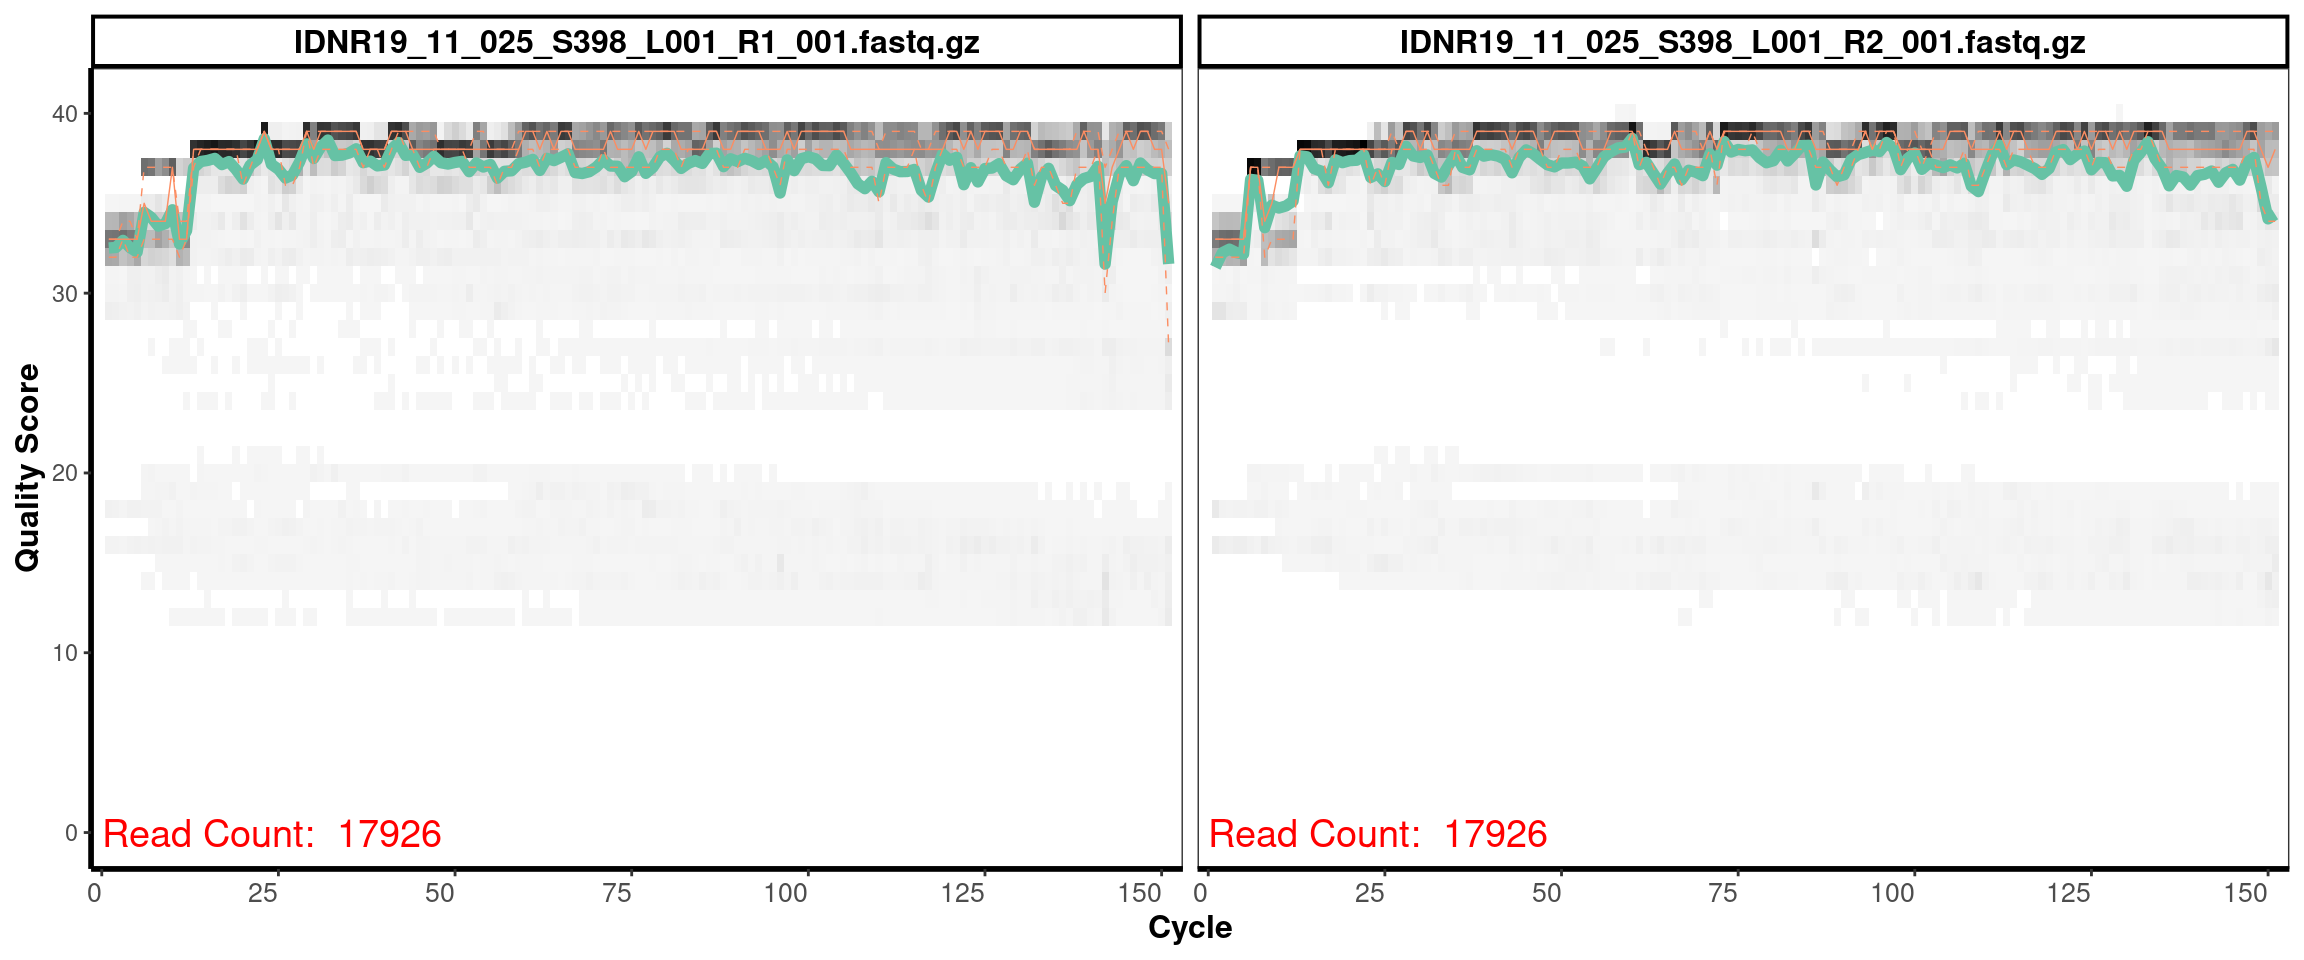 IDNR19_11_025_S398_L001_R1_001.fastq.gz
IDNR19_11_025_S398_L001_R2_001.fastq.gz
Quality Score
40
30
20
10
0
Read Count: 17926
Read Count: 17926
0 25 50 75 100 125 150
0 25 50 75 100 125 150
Cycle